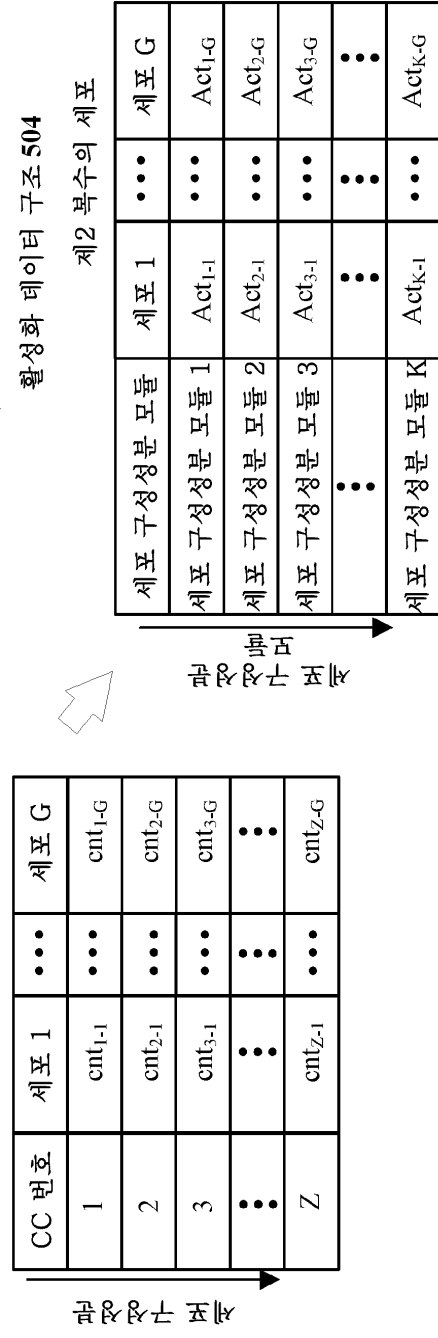 CC 번호 세포 1 ••• 세포 G
1 cnt₁₋₁ ••• cnt₁₋G
2 cnt₂₋₁ ••• cnt₂₋G
3 cnt₃₋₁ ••• cnt₃₋G
••• ••• ••• •••
Z cntZ₋₁ ••• cntZ₋G
세포 구성성분
활성화 데이터 구조 504
제2 복수의 세포
세포 구성성분 모듈 세포 1 ••• 세포 G
세포 구성성분 모듈 1 Act₁₋₁ ••• Act₁₋G
세포 구성성분 모듈 2 Act₂₋₁ ••• Act₂₋G
세포 구성성분 모듈 3 Act₃₋₁ ••• Act₃₋G
••• ••• ••• •••
세포 구성성분 모듈 K ActK₋₁ ••• ActK₋G
세포 구성성분
모듈